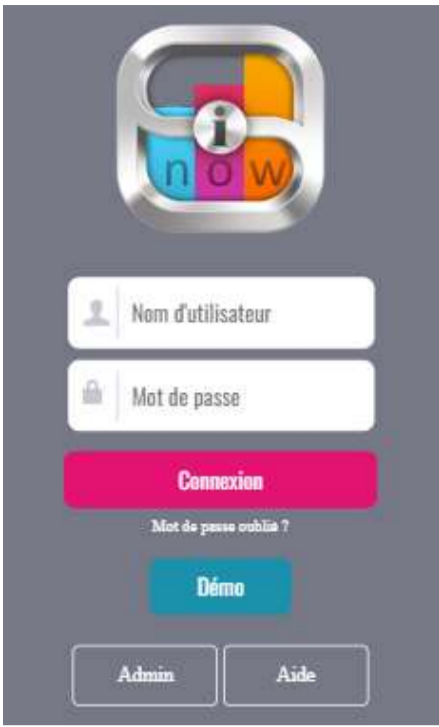 i
now
Nom d'utilisateur
Mot de passe
Connexion
Mot de passe oublié ?
Démo
Admin
Aide